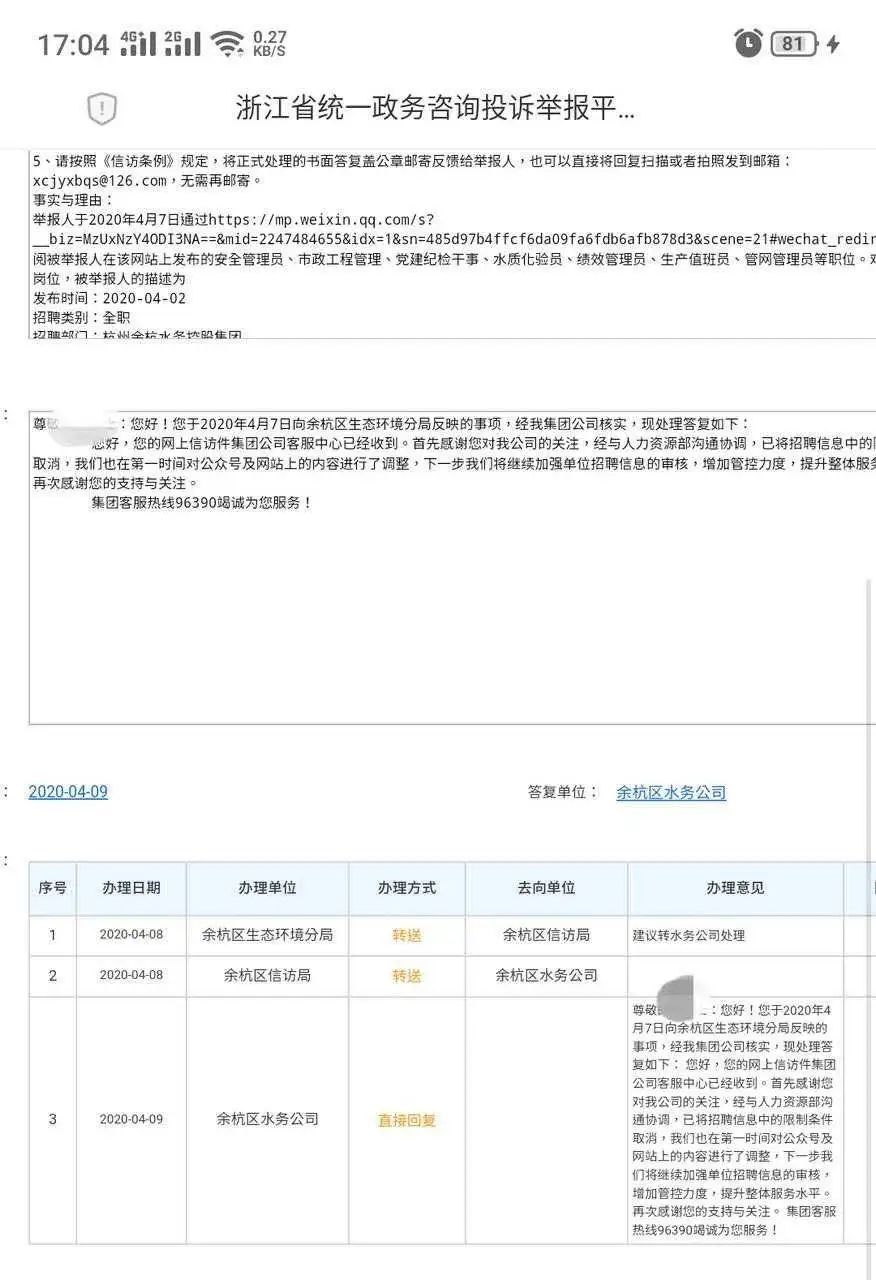 17:04 4G+ 2G 0.27 KB/S 81
浙江省统一政务咨询投诉举报平...
5、请按照《信访条例》规定，将正式处理的书面答复盖公章邮寄反馈给举报人，也可以直接将回复扫描或者拍照发到邮箱：
xcjyxbqs@126.com，无需再邮寄。
事实与理由：
举报人于2020年4月7日通过https://mp.weixin.qq.com/s?
__biz=MzUxNzY4ODI3NA==&mid=2247484655&idx=1&sn=485d97b4ffcf6da09fa6fdb6afb878d3&scene=21#wechat_redir
阅被举报人在该网站上发布的安全管理员、市政工程管理、党建纪检干事、水质化验员、绩效管理员、生产值班员、管网管理员等职位。对
岗位，被举报人的描述为
发布时间：2020-04-02
招聘类别：全职
招聘部门：杭州余杭水务控股集团
：
尊敬 ：您好！您于2020年4月7日向余杭区生态环境分局反映的事项，经我集团公司核实，现处理答复如下：
您好，您的网上信访件集团公司客服中心已经收到。首先感谢您对我公司的关注，经与人力资源部沟通协调，已将招聘信息中的限
取消，我们也在第一时间对公众号及网站上的内容进行了调整，下一步我们将继续加强单位招聘信息的审核，增加管控力度，提升整体服务
再次感谢您的支持与关注。
集团客服热线96390竭诚为您服务！
： 2020-04-09 答复单位： 余杭区水务公司
：
序号 办理日期 办理单位 办理方式 去向单位 办理意见
1 2020-04-08 余杭区生态环境分局 转送 余杭区信访局 建议转水务公司处理
2 2020-04-08 余杭区信访局 转送 余杭区水务公司
3 2020-04-09 余杭区水务公司 直接回复
尊敬 ：您好！您于2020年4
月7日向余杭区生态环境分局反映的
事项，经我集团公司核实，现处理答
复如下： 您好，您的网上信访件集团
公司客服中心已经收到。首先感谢您
对我公司的关注，经与人力资源部沟
通协调，已将招聘信息中的限制条件
取消，我们也在第一时间对公众号及
网站上的内容进行了调整，下一步我
们将继续加强单位招聘信息的审核，
增加管控力度，提升整体服务水平。
再次感谢您的支持与关注。 集团客服
热线96390竭诚为您服务！